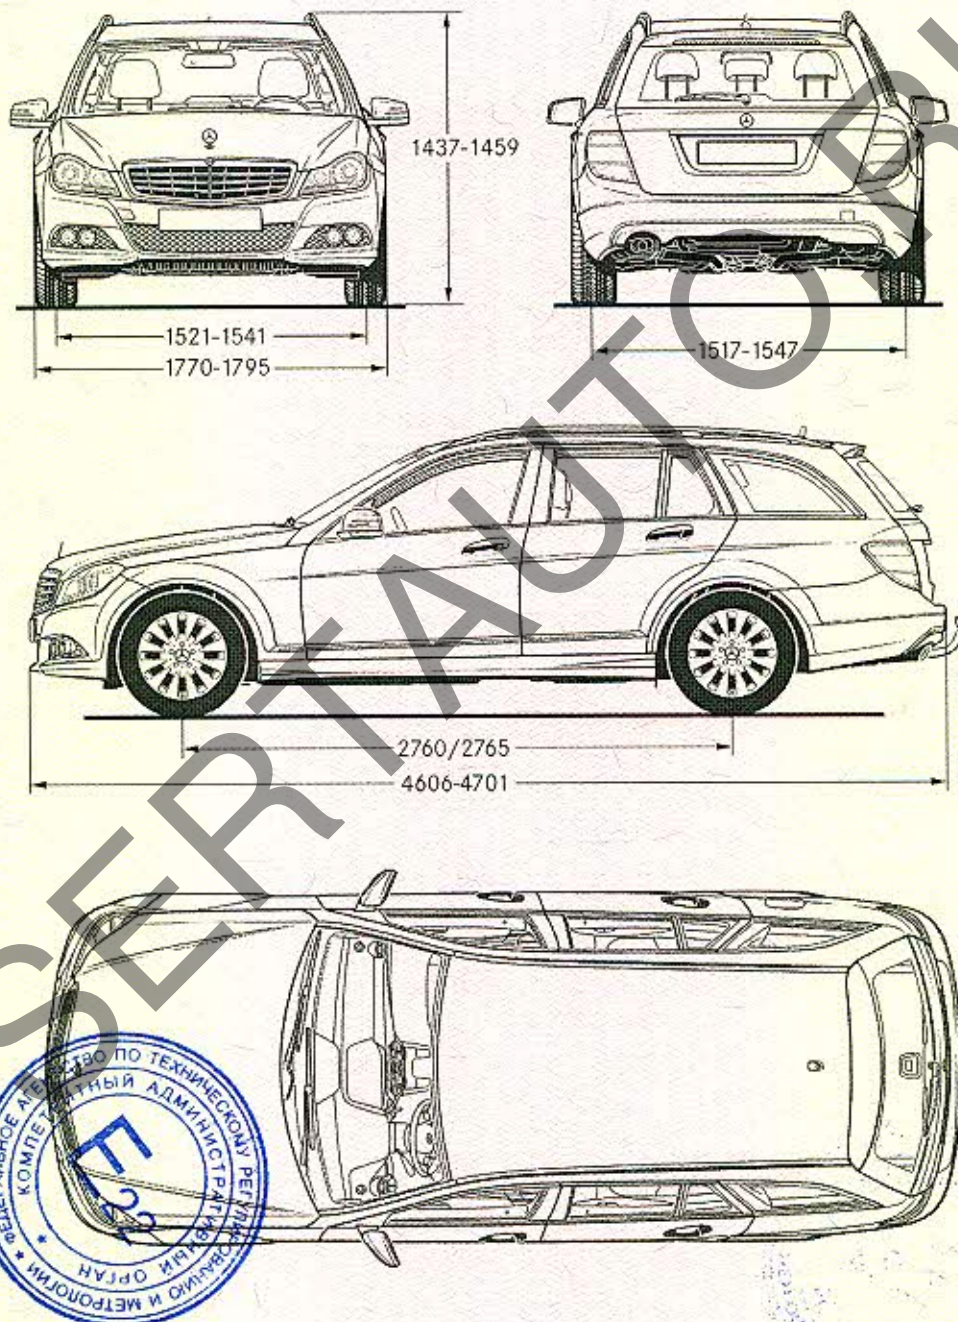 1437-1459
1521-1541
1770-1795
1517-1547
2760/2765
4606-4701
SERTAUTO
ФЕДЕРАЛЬНОЕ АГЕНТСТВО ПО ТЕХНИЧЕСКОМУ РЕГУЛИРОВАНИЮ И МЕТРОЛОГИИ *
КОМПЕТЕНТНЫЙ АДМИНИСТРАТИВНЫЙ ОРГАН *
E22